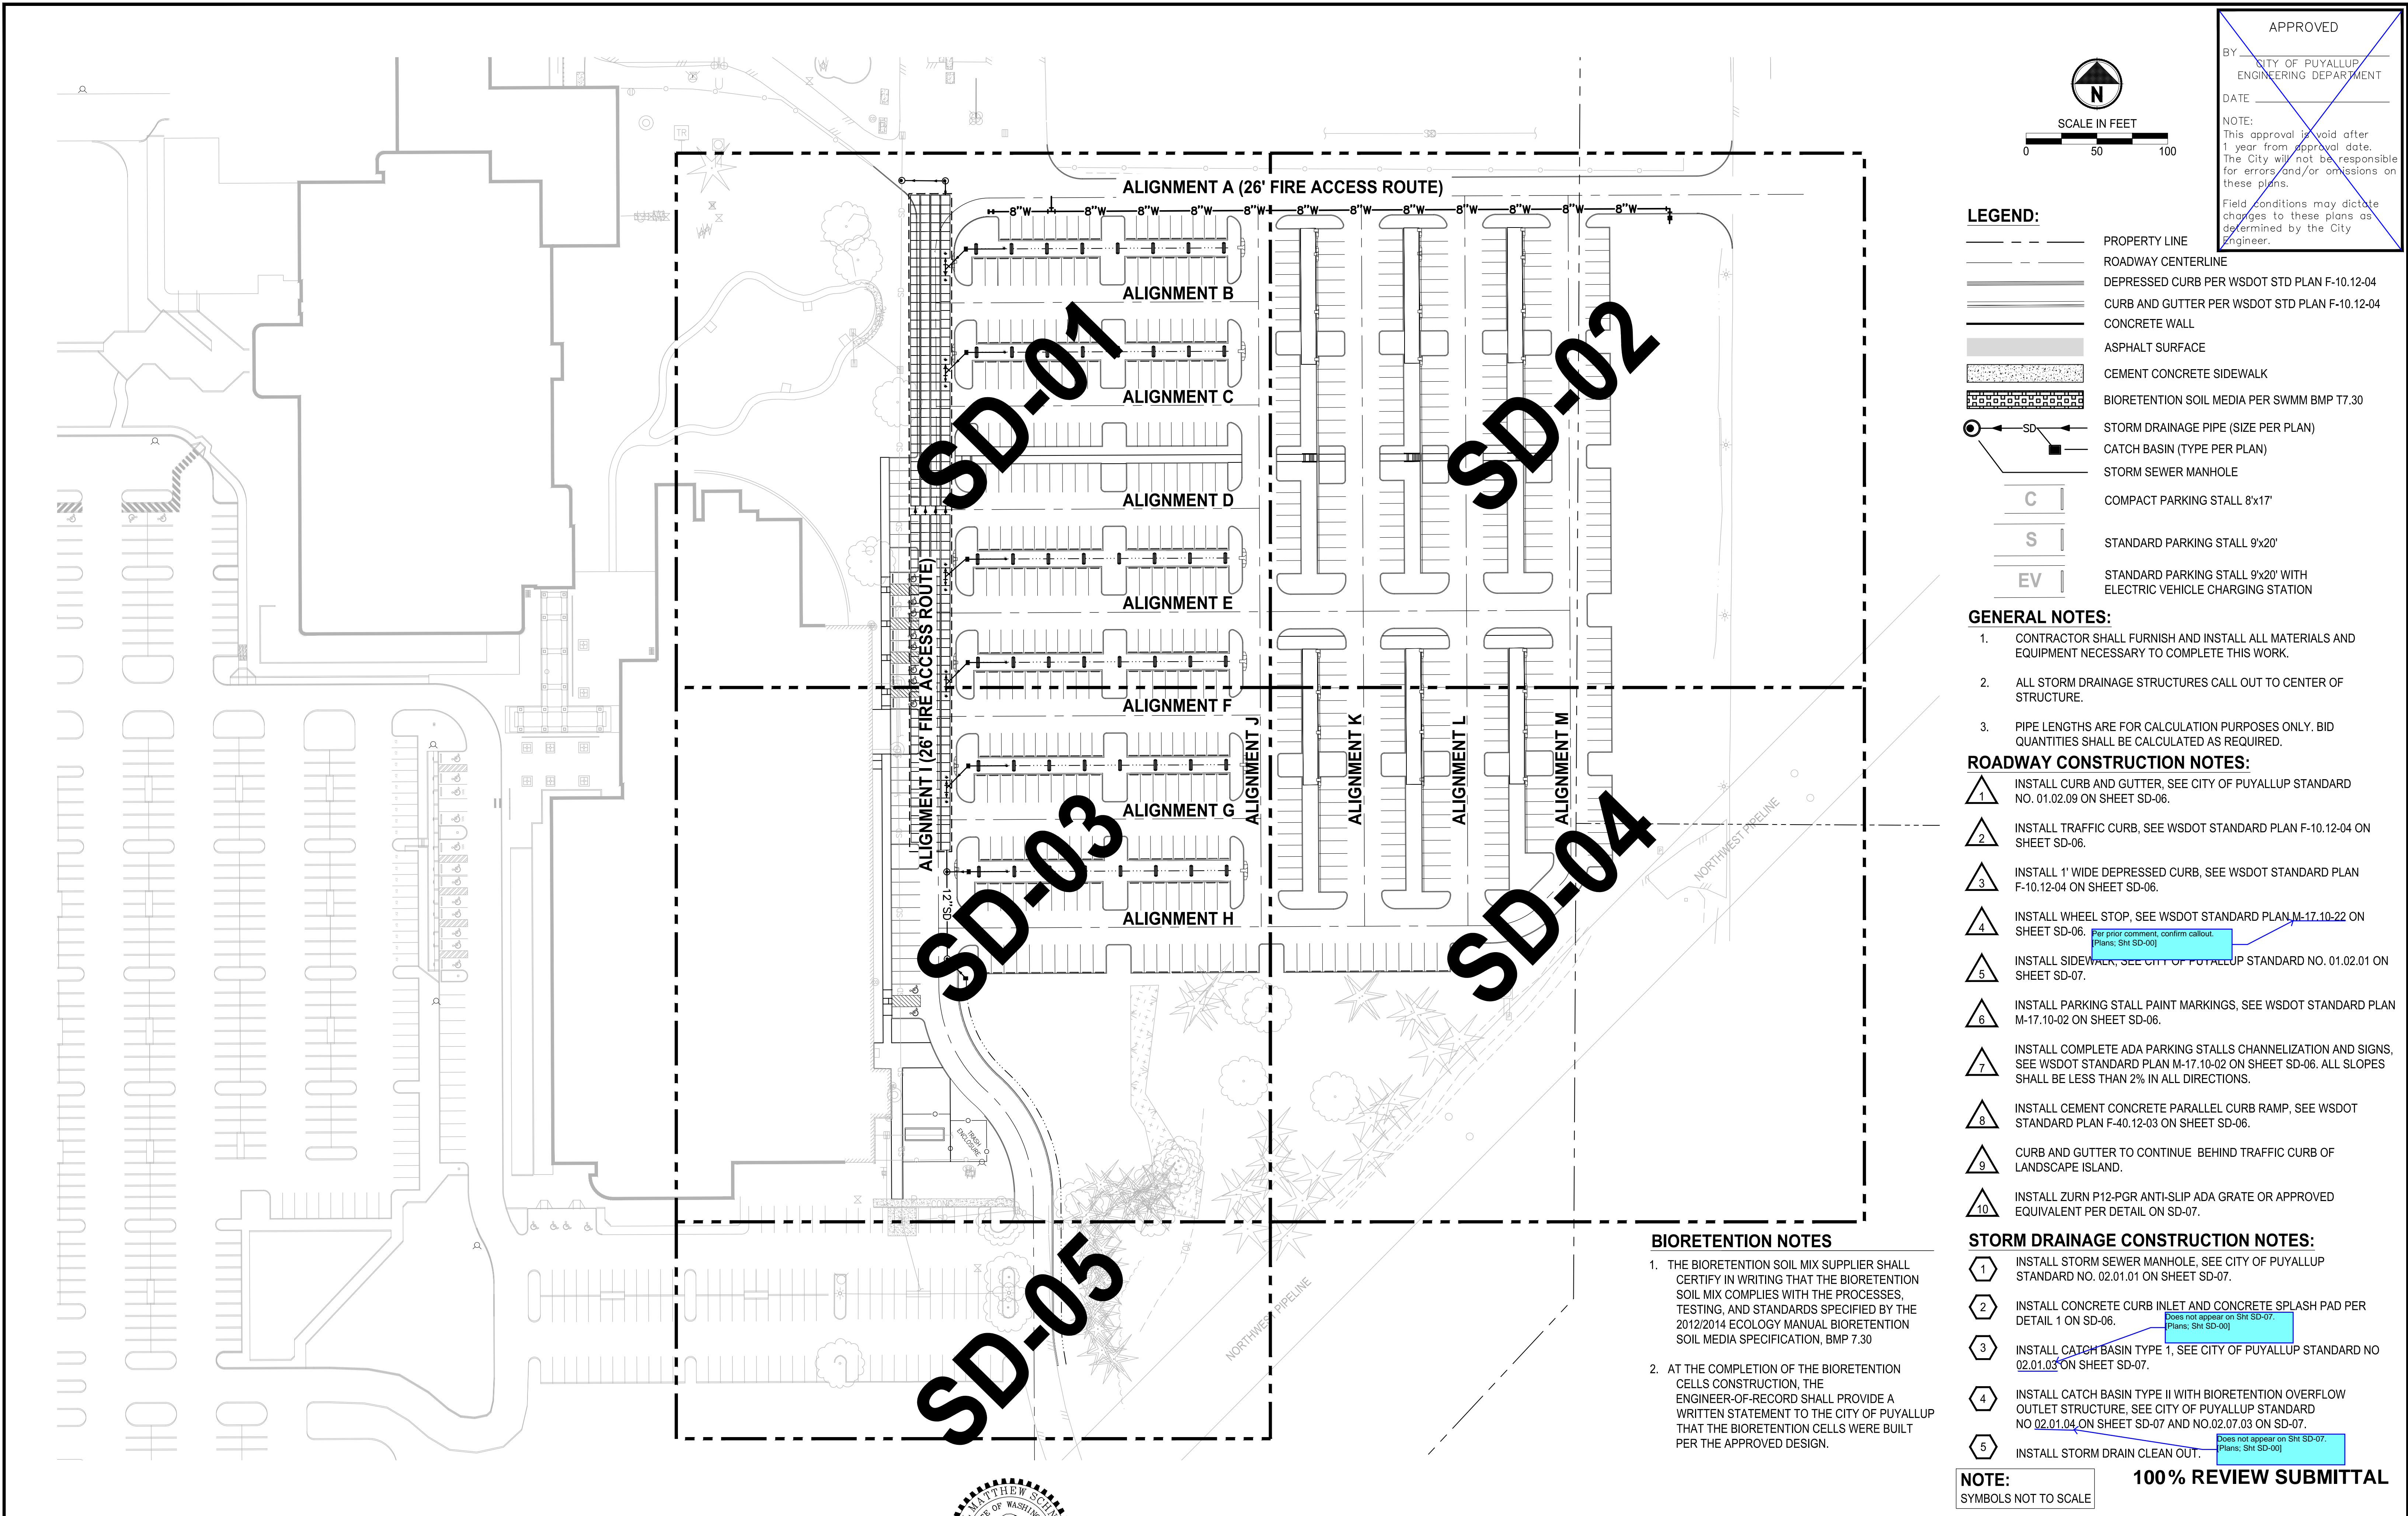 APPROVED
BY
CITY OF PUYALLUP
ENGINEERING DEPARTMENT
DATE
NOTE:
This approval is void after
1 year from approval date.
The City will not be responsible
for errors and/or omissions on
these plans.
Field conditions may dictate
changes to these plans as
determined by the City
Engineer.
N
SCALE IN FEET
0 50 100
LEGEND:
PROPERTY LINE
ROADWAY CENTERLINE
DEPRESSED CURB PER WSDOT STD PLAN F-10.12-04
CURB AND GUTTER PER WSDOT STD PLAN F-10.12-04
CONCRETE WALL
ASPHALT SURFACE
CEMENT CONCRETE SIDEWALK
BIORETENTION SOIL MEDIA PER SWMM BMP T7.30
SD
STORM DRAINAGE PIPE (SIZE PER PLAN)
CATCH BASIN (TYPE PER PLAN)
STORM SEWER MANHOLE
C
COMPACT PARKING STALL 8'x17'
S
STANDARD PARKING STALL 9'x20'
EV
STANDARD PARKING STALL 9'x20' WITH
ELECTRIC VEHICLE CHARGING STATION
GENERAL NOTES:
1. CONTRACTOR SHALL FURNISH AND INSTALL ALL MATERIALS AND
EQUIPMENT NECESSARY TO COMPLETE THIS WORK.
2. ALL STORM DRAINAGE STRUCTURES CALL OUT TO CENTER OF
STRUCTURE.
3. PIPE LENGTHS ARE FOR CALCULATION PURPOSES ONLY. BID
QUANTITIES SHALL BE CALCULATED AS REQUIRED.
ROADWAY CONSTRUCTION NOTES:
1 INSTALL CURB AND GUTTER, SEE CITY OF PUYALLUP STANDARD
NO. 01.02.09 ON SHEET SD-06.
2 INSTALL TRAFFIC CURB, SEE WSDOT STANDARD PLAN F-10.12-04 ON
SHEET SD-06.
3 INSTALL 1' WIDE DEPRESSED CURB, SEE WSDOT STANDARD PLAN
F-10.12-04 ON SHEET SD-06.
4 INSTALL WHEEL STOP, SEE WSDOT STANDARD PLAN M-17.10-22 ON
SHEET SD-06.
Per prior comment, confirm callout.
[Plans; Sht SD-00]
5 INSTALL SIDEWALK, SEE CITY OF PUYALLUP STANDARD NO. 01.02.01 ON
SHEET SD-07.
6 INSTALL PARKING STALL PAINT MARKINGS, SEE WSDOT STANDARD PLAN
M-17.10-02 ON SHEET SD-06.
7 INSTALL COMPLETE ADA PARKING STALLS CHANNELIZATION AND SIGNS,
SEE WSDOT STANDARD PLAN M-17.10-02 ON SHEET SD-06. ALL SLOPES
SHALL BE LESS THAN 2% IN ALL DIRECTIONS.
8 INSTALL CEMENT CONCRETE PARALLEL CURB RAMP, SEE WSDOT
STANDARD PLAN F-40.12-03 ON SHEET SD-06.
9 CURB AND GUTTER TO CONTINUE BEHIND TRAFFIC CURB OF
LANDSCAPE ISLAND.
10 INSTALL ZURN P12-PGR ANTI-SLIP ADA GRATE OR APPROVED
EQUIVALENT PER DETAIL ON SD-07.
STORM DRAINAGE CONSTRUCTION NOTES:
1 INSTALL STORM SEWER MANHOLE, SEE CITY OF PUYALLUP
STANDARD NO. 02.01.01 ON SHEET SD-07.
2 INSTALL CONCRETE CURB INLET AND CONCRETE SPLASH PAD PER
DETAIL 1 ON SD-06.
Does not appear on Sht SD-07.
[Plans; Sht SD-00]
3 INSTALL CATCH BASIN TYPE 1, SEE CITY OF PUYALLUP STANDARD NO
02.01.03 ON SHEET SD-07.
4 INSTALL CATCH BASIN TYPE II WITH BIORETENTION OVERFLOW
OUTLET STRUCTURE, SEE CITY OF PUYALLUP STANDARD
NO 02.01.04 ON SHEET SD-07 AND NO.02.07.03 ON SD-07.
Does not appear on Sht SD-07.
[Plans; Sht SD-00]
5 INSTALL STORM DRAIN CLEAN OUT.
NOTE:
SYMBOLS NOT TO SCALE
100% REVIEW SUBMITTAL
BIORETENTION NOTES
1. THE BIORETENTION SOIL MIX SUPPLIER SHALL
CERTIFY IN WRITING THAT THE BIORETENTION
SOIL MIX COMPLIES WITH THE PROCESSES,
TESTING, AND STANDARDS SPECIFIED BY THE
2012/2014 ECOLOGY MANUAL BIORETENTION
SOIL MEDIA SPECIFICATION, BMP 7.30
2. AT THE COMPLETION OF THE BIORETENTION
CELLS CONSTRUCTION, THE
ENGINEER-OF-RECORD SHALL PROVIDE A
WRITTEN STATEMENT TO THE CITY OF PUYALLUP
THAT THE BIORETENTION CELLS WERE BUILT
PER THE APPROVED DESIGN.
ALIGNMENT A (26' FIRE ACCESS ROUTE)
8"W 8"W 8"W 8"W 8"W 8"W 8"W 8"W 8"W 8"W 8"W
ALIGNMENT B
ALIGNMENT C
ALIGNMENT D
ALIGNMENT E
ALIGNMENT F
ALIGNMENT G
ALIGNMENT H
ALIGNMENT I (26' FIRE ACCESS ROUTE)
ALIGNMENT J
ALIGNMENT K
ALIGNMENT L
ALIGNMENT M
SD-01
SD-02
SD-03
SD-04
SD-05
12"SD
TR
TRASH
ENCLOSURE
TOE
NORTHWEST PIPELINE
NORTHWEST PIPELINE
MATTHEW
OF